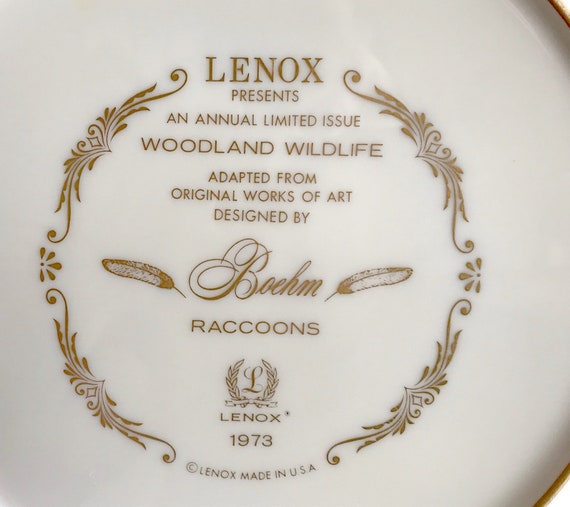 LENOX
PRESENTS
AN ANNUAL LIMITED ISSUE
WOODLAND WILDLIFE
ADAPTED FROM
ORIGINAL WORKS OF ART
DESIGNED BY
Boehm
RACCOONS
L
LENOX®
1973
© LENOX MADE IN U S A